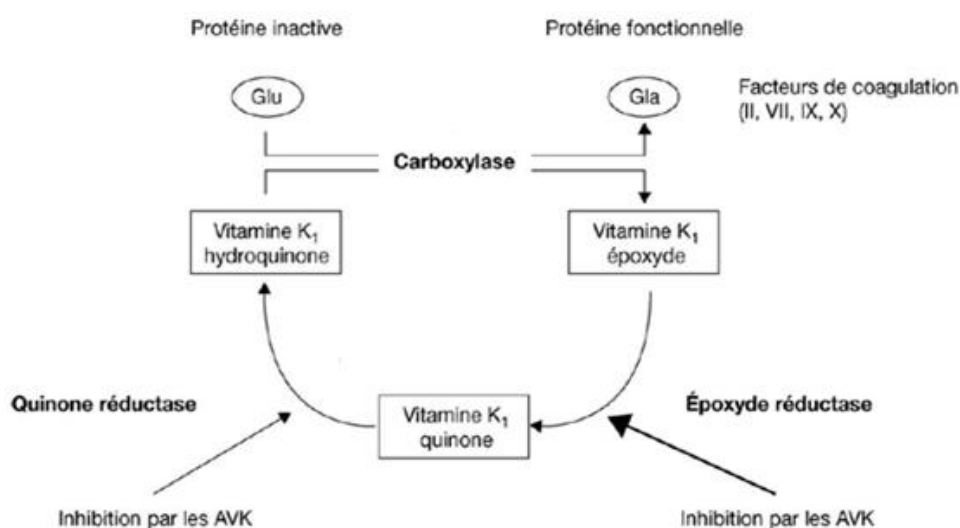 Protéine inactive
Protéine fonctionnelle
Glu
Gla
Facteurs de coagulation
(II, VII, IX, X)
Carboxylase
Vitamine K₁
hydroquinone
Vitamine K₁
époxyde
Quinone réductase
Vitamine K₁
quinone
Époxyde réductase
Inhibition par les AVK
Inhibition par les AVK